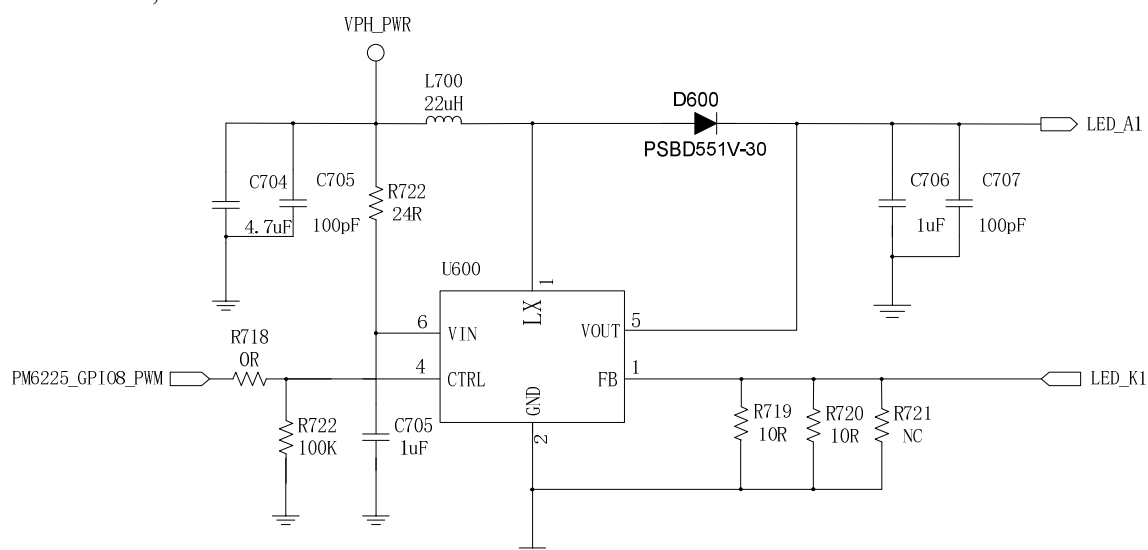 VPH_PWR
L700
22uH
D600
PSBD551V-30
LED_A1
C704
4.7uF
C705
100pF
R722
24R
C706
1uF
C707
100pF
U600
LX
1
6
VIN
VOUT
5
R718
0R
PM6225_GPIO8_PWM
4
CTRL
FB
1
LED_K1
GND
2
R722
100K
C705
1uF
R719
10R
R720
10R
R721
NC